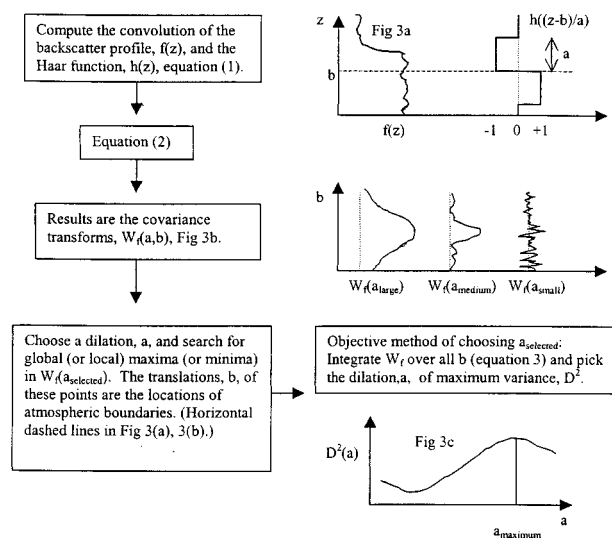 Compute the convolution of the
backscatter profile, f(z), and the
Haar function, h(z), equation (1).
Equation (2)
Results are the covariance
transforms, Wf(a,b), Fig 3b.
Choose a dilation, a, and search for
global (or local) maxima (or minima)
in Wf(aselected). The translations, b, of
these points are the locations of
atmospheric boundaries. (Horizontal
dashed lines in Fig 3(a), 3(b).)
z
Fig 3a
h((z-b)/a)
a
b
f(z)
-1 0 +1
b
Wf(alarge) Wf(amedium) Wf(asmall)
Objective method of choosing aselected:
Integrate Wf over all b (equation 3) and pick
the dilation,a, of maximum variance, D².
Fig 3c
D²(a)
a
amaximum